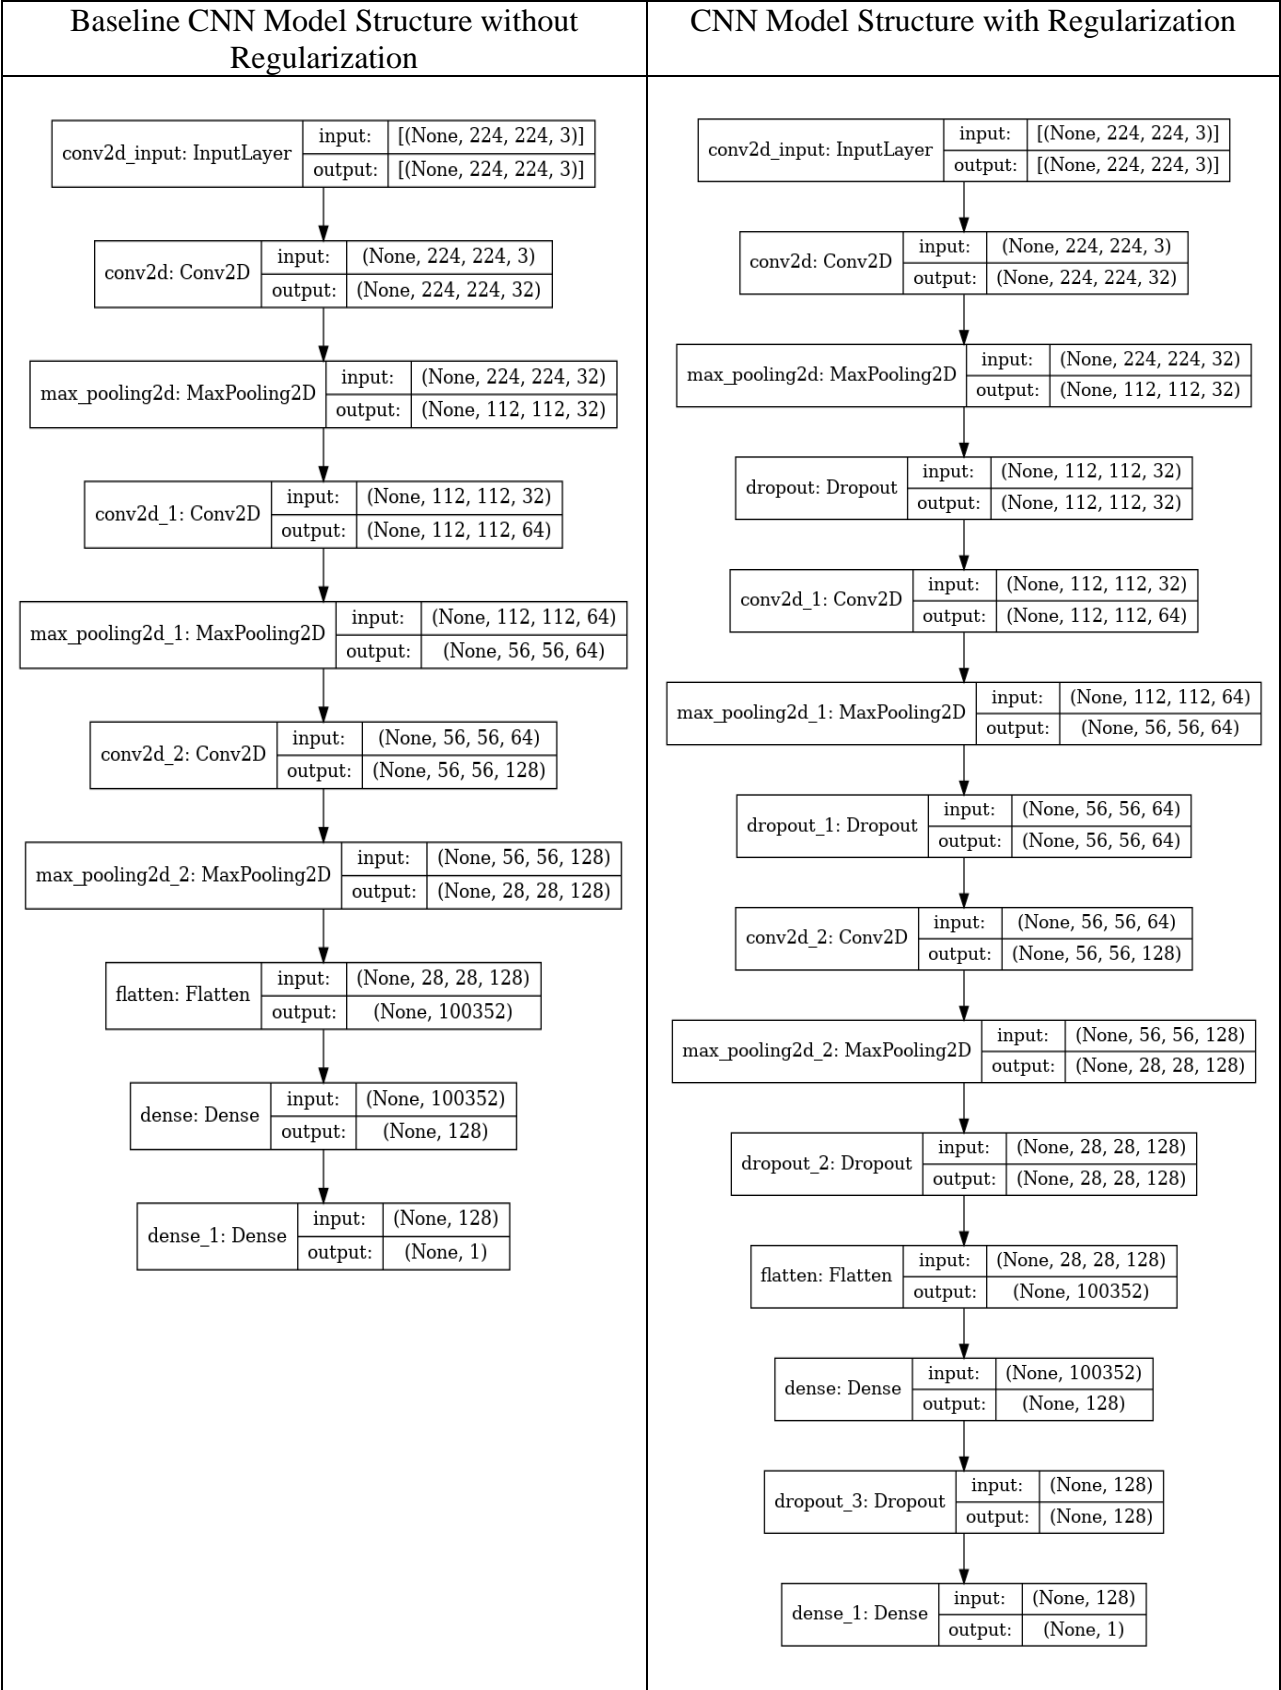 Baseline CNN Model Structure without
Regularization
conv2d_input: InputLayer
input: [(None, 224, 224, 3)]
output: [(None, 224, 224, 3)]
conv2d: Conv2D
input: (None, 224, 224, 3)
output: (None, 224, 224, 32)
max_pooling2d: MaxPooling2D
input: (None, 224, 224, 32)
output: (None, 112, 112, 32)
conv2d_1: Conv2D
input: (None, 112, 112, 32)
output: (None, 112, 112, 64)
max_pooling2d_1: MaxPooling2D
input: (None, 112, 112, 64)
output: (None, 56, 56, 64)
conv2d_2: Conv2D
input: (None, 56, 56, 64)
output: (None, 56, 56, 128)
max_pooling2d_2: MaxPooling2D
input: (None, 56, 56, 128)
output: (None, 28, 28, 128)
flatten: Flatten
input: (None, 28, 28, 128)
output: (None, 100352)
dense: Dense
input: (None, 100352)
output: (None, 128)
dense_1: Dense
input: (None, 128)
output: (None, 1)
CNN Model Structure with Regularization
conv2d_input: InputLayer
input: [(None, 224, 224, 3)]
output: [(None, 224, 224, 3)]
conv2d: Conv2D
input: (None, 224, 224, 3)
output: (None, 224, 224, 32)
max_pooling2d: MaxPooling2D
input: (None, 224, 224, 32)
output: (None, 112, 112, 32)
dropout: Dropout
input: (None, 112, 112, 32)
output: (None, 112, 112, 32)
conv2d_1: Conv2D
input: (None, 112, 112, 32)
output: (None, 112, 112, 64)
max_pooling2d_1: MaxPooling2D
input: (None, 112, 112, 64)
output: (None, 56, 56, 64)
dropout_1: Dropout
input: (None, 56, 56, 64)
output: (None, 56, 56, 64)
conv2d_2: Conv2D
input: (None, 56, 56, 64)
output: (None, 56, 56, 128)
max_pooling2d_2: MaxPooling2D
input: (None, 56, 56, 128)
output: (None, 28, 28, 128)
dropout_2: Dropout
input: (None, 28, 28, 128)
output: (None, 28, 28, 128)
flatten: Flatten
input: (None, 28, 28, 128)
output: (None, 100352)
dense: Dense
input: (None, 100352)
output: (None, 128)
dropout_3: Dropout
input: (None, 128)
output: (None, 128)
dense_1: Dense
input: (None, 128)
output: (None, 1)